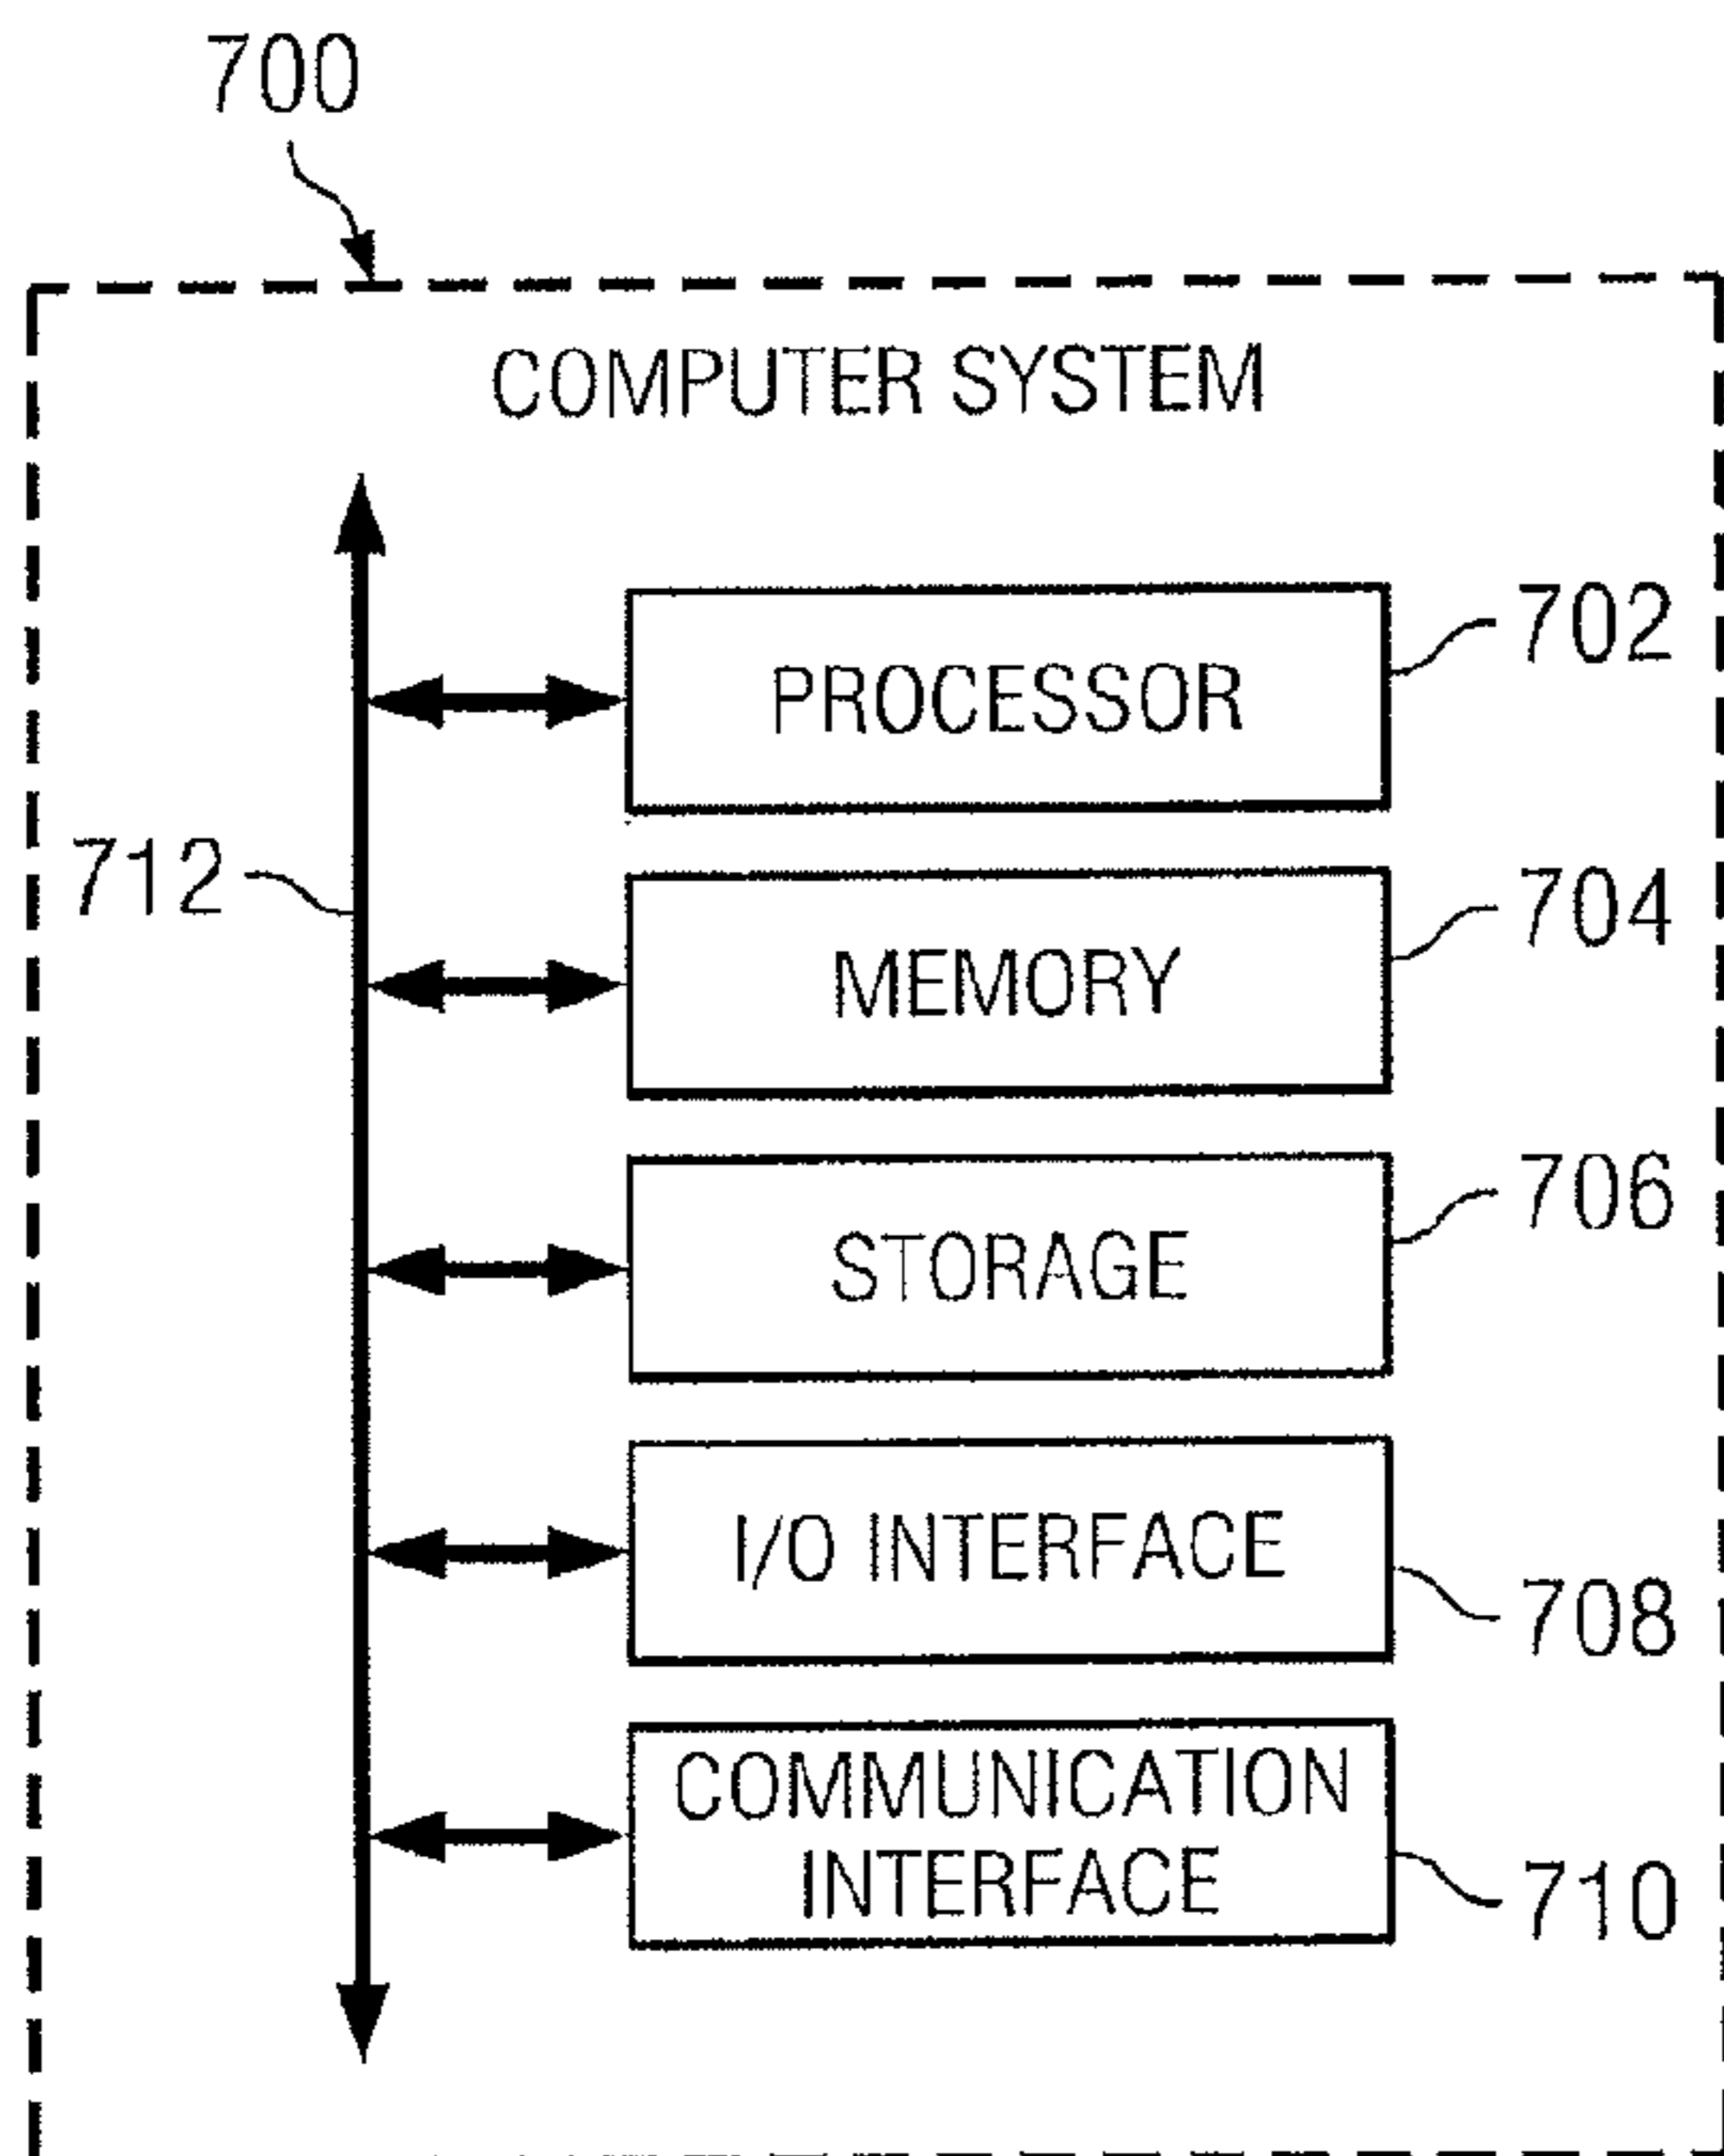 700
COMPUTER SYSTEM
PROCESSOR
702
712
MEMORY
704
STORAGE
706
I/O INTERFACE
708
COMMUNICATION
INTERFACE
710